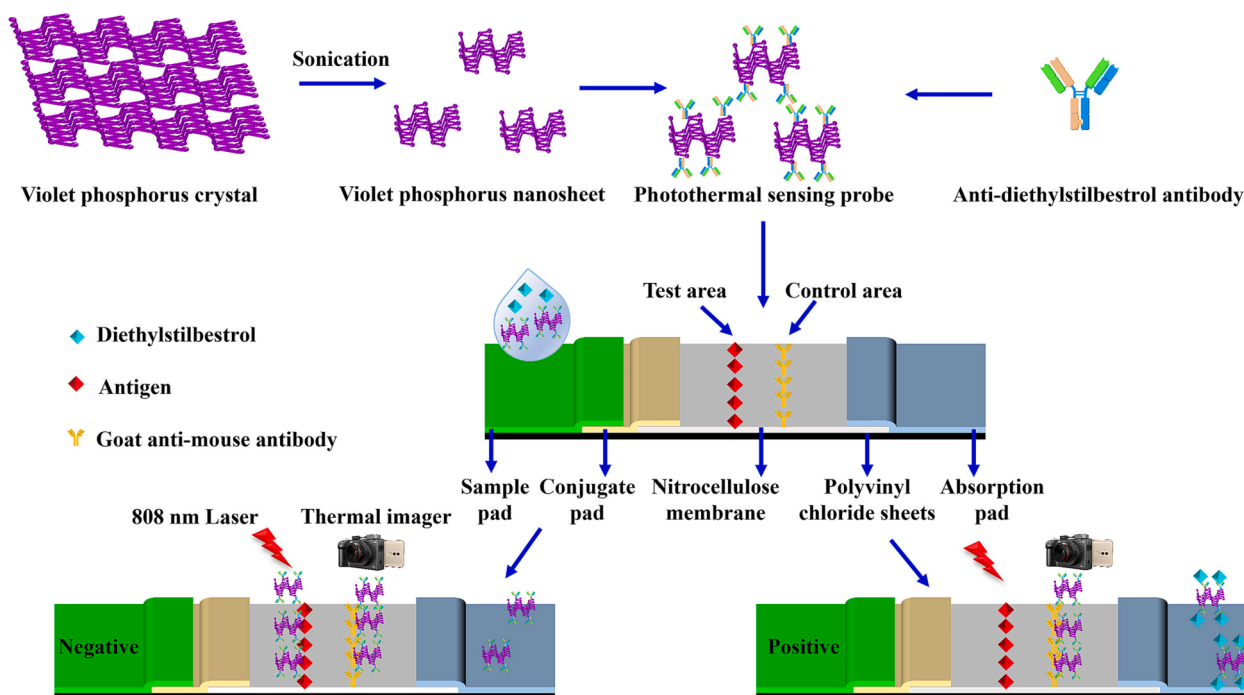 Sonication
Violet phosphorus crystal
Violet phosphorus nanosheet
Photothermal sensing probe
Anti-diethylstilbestrol antibody
Test area
Control area
Diethylstilbestrol
Antigen
Goat anti-mouse antibody
Sample
pad
Conjugate
pad
Nitrocellulose
membrane
Polyvinyl
chloride sheets
Absorption
pad
808 nm Laser
Thermal imager
Negative
Positive